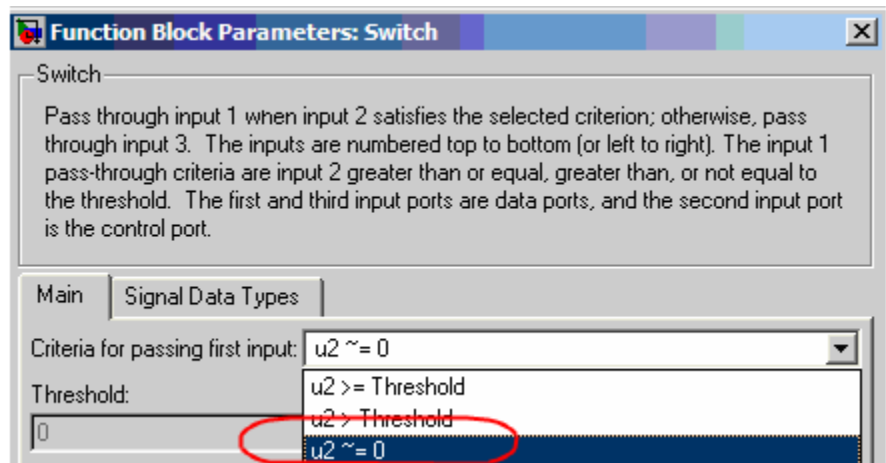 Function Block Parameters: Switch
Switch
Pass through input 1 when input 2 satisfies the selected criterion; otherwise, pass
through input 3. The inputs are numbered top to bottom (or left to right). The input 1
pass-through criteria are input 2 greater than or equal, greater than, or not equal to
the threshold. The first and third input ports are data ports, and the second input port
is the control port.
Main Signal Data Types
Criteria for passing first input: u2 ~= 0
Threshold:
u2 >= Threshold
u2 > Threshold
0
u2 ~= 0